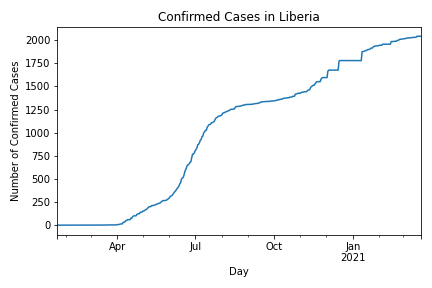 Confirmed Cases in Liberia
Number of Confirmed Cases
2000
1750
1500
1250
1000
750
500
250
0
Apr
Jul
Oct
Jan
2021
Day